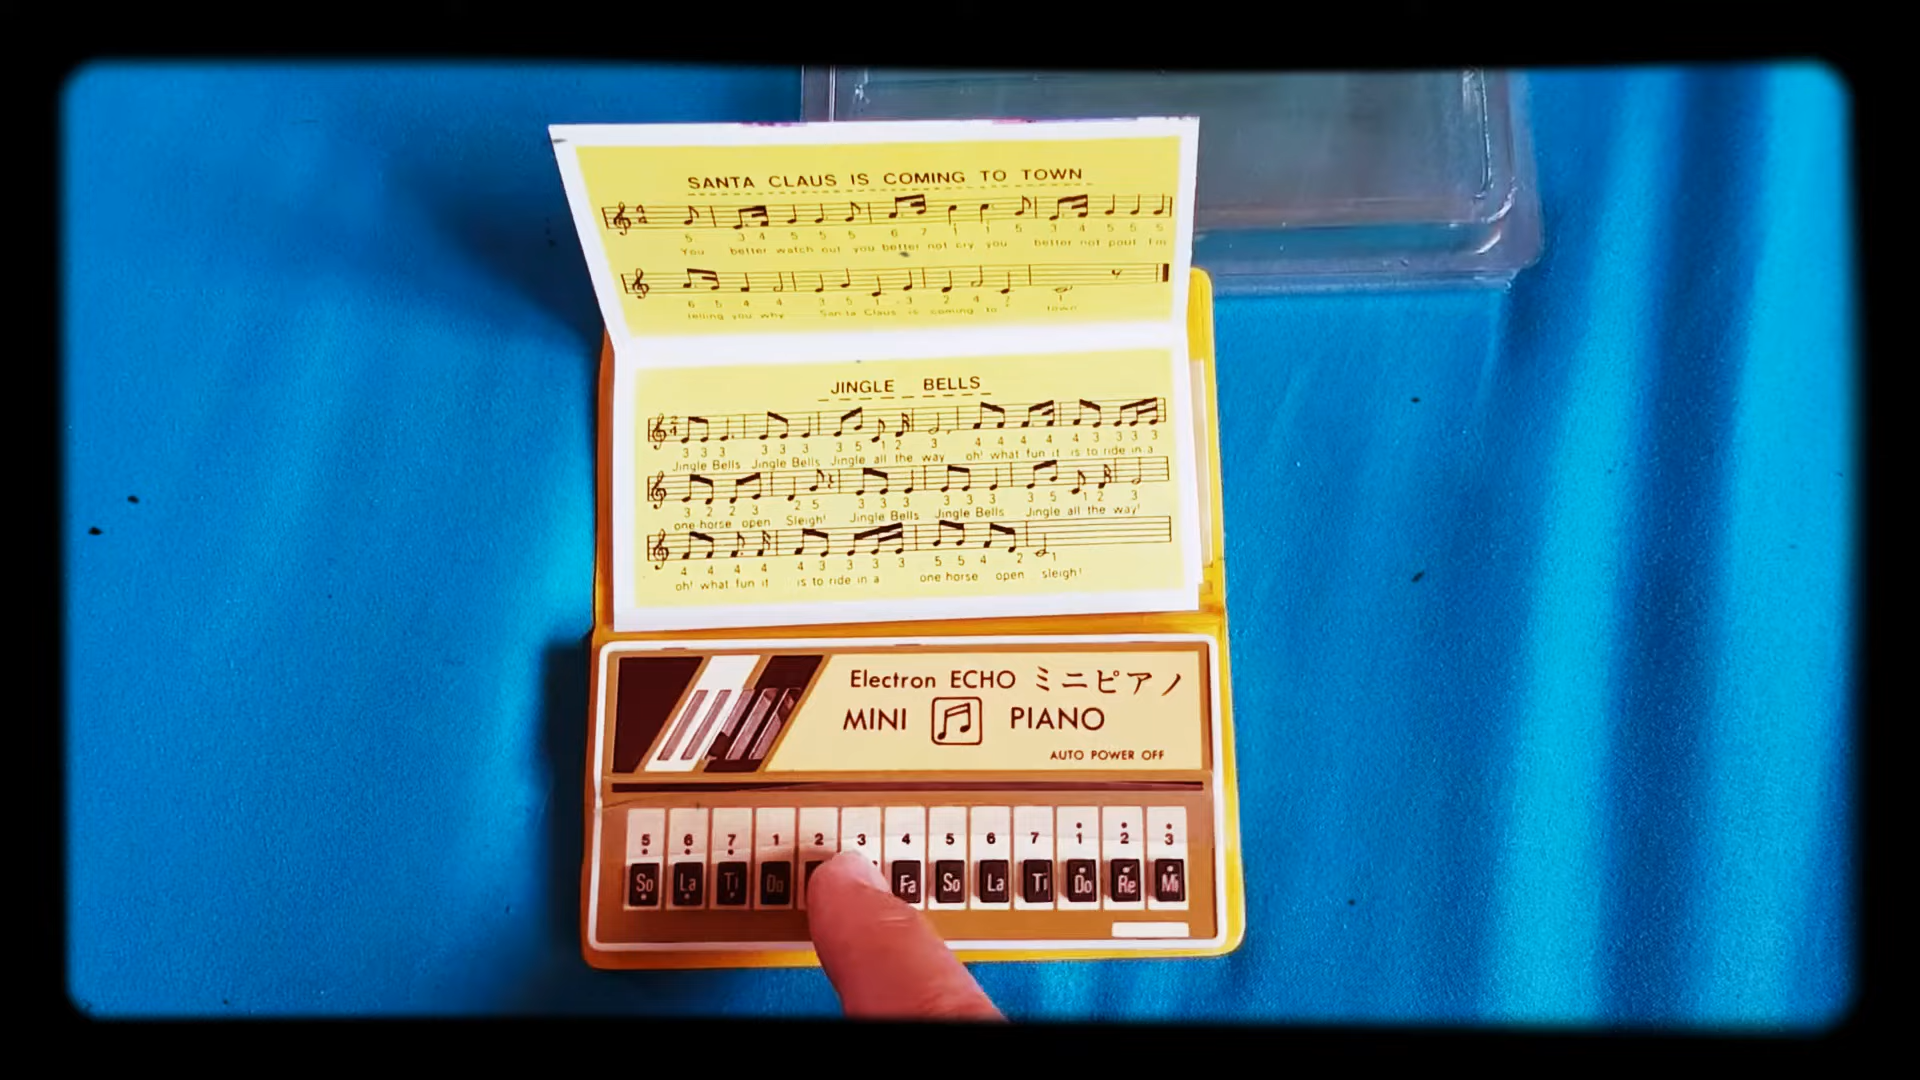 SANTA CLAUS IS COMING TO TOWN
5 3 4 5 5 5 6 7 1 1 5 3 4 5 5 5
You better watch out you better not cry you better not pout I'm
6 5 4 4 3 5 1 3 2 4 2 1
telling you why Santa Claus is coming to town
JINGLE BELLS
2
4
3 3 3 3 3 3 3 5 1 2 3 4 4 4 4 4 3 3 3 3
Jingle Bells Jingle Bells Jingle all the way oh! what fun it is to ride in a
3 2 2 3 2 5 3 3 3 3 3 3 3 5 1 2 3
one horse open Sleigh! Jingle Bells Jingle Bells Jingle all the way!
4 4 4 4 4 3 3 3 3 5 5 4 2 1
oh! what fun it is to ride in a one horse open sleigh!
Electron ECHO ミニピアノ
MINI PIANO
AUTO POWER OFF
5 6 7 1 2 3 4 5 6 7 1 2 3
So La Ti Do Fa So La Ti Do Re Mi